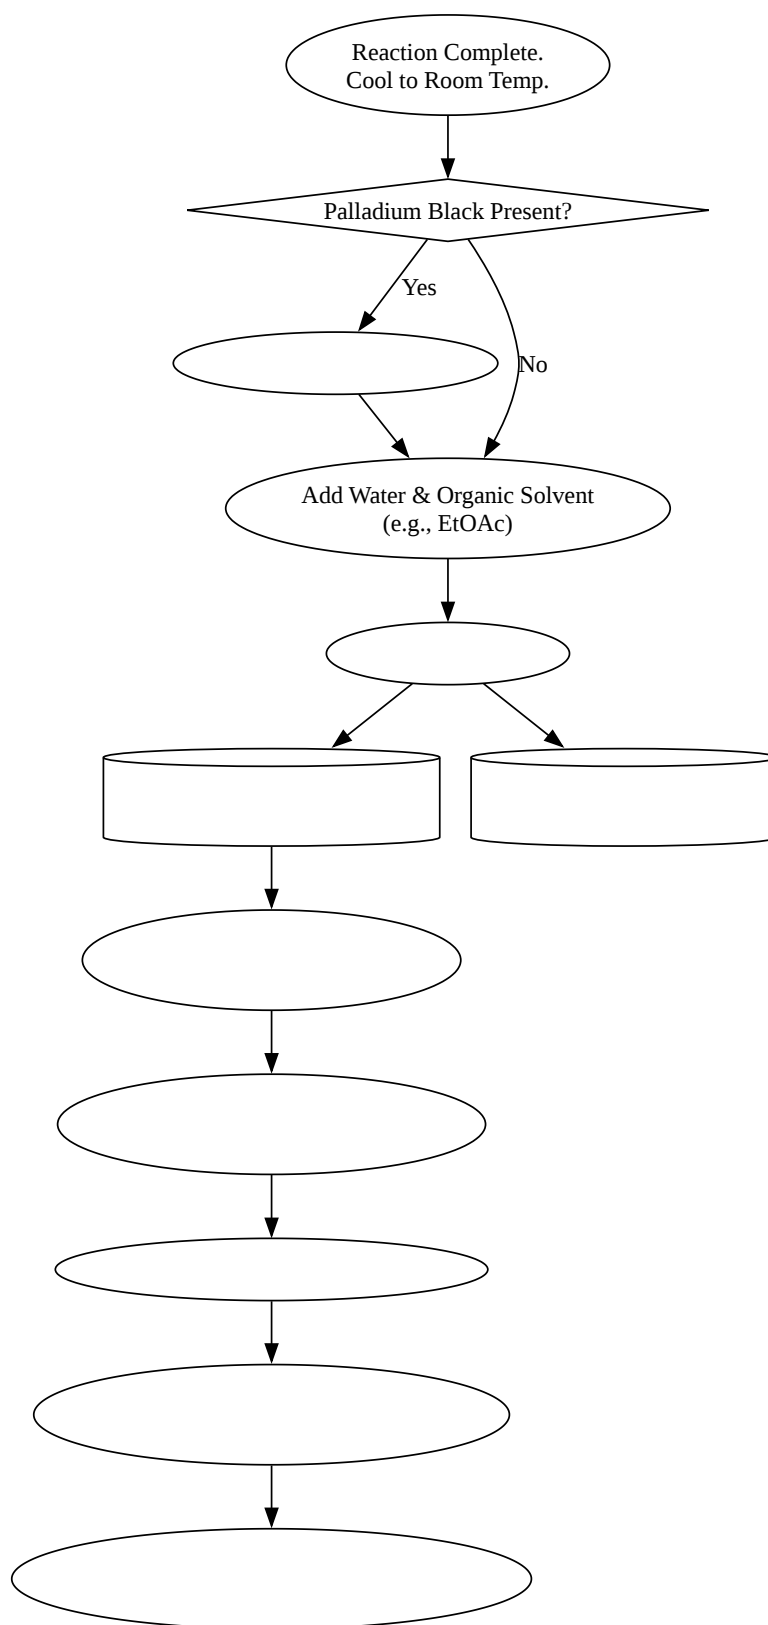 Reaction Complete.
Cool to Room Temp.
Palladium Black Present?
Yes
No
Add Water & Organic Solvent
(e.g., EtOAc)